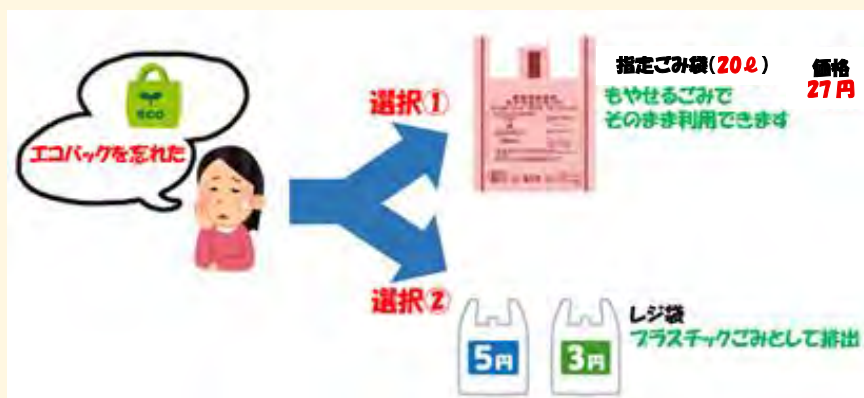 eco
エコバックを忘れた
選択①
指定ごみ袋(20ℓ)
価格
27円
もやせるごみで
そのまま利用できます
選択②
レジ袋
プラスチックごみとして排出
5円
3円